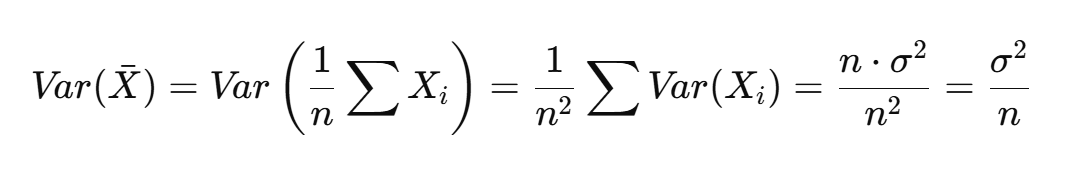 Var(X̄) = Var(1/n ∑ Xᵢ) = 1/n² ∑ Var(Xᵢ) = n · σ²/n² = σ²/n